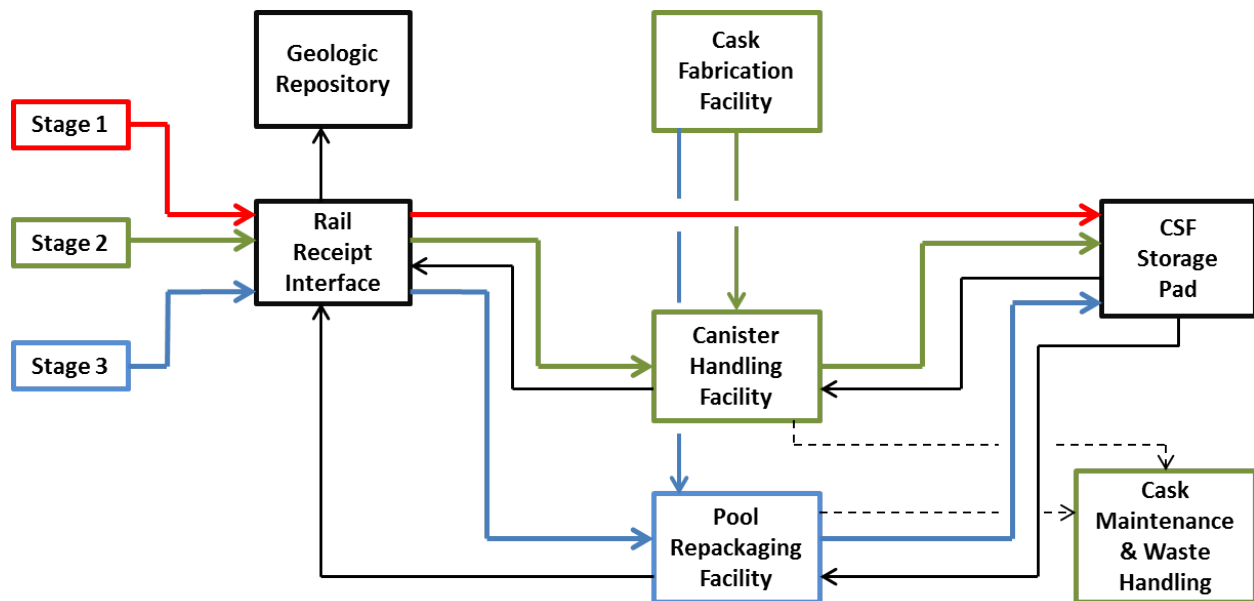 Geologic
Repository
Cask
Fabrication
Facility
Stage 1
Stage 2
Stage 3
Rail
Receipt
Interface
CSF
Storage
Pad
Canister
Handling
Facility
Pool
Repackaging
Facility
Cask
Maintenance
& Waste
Handling